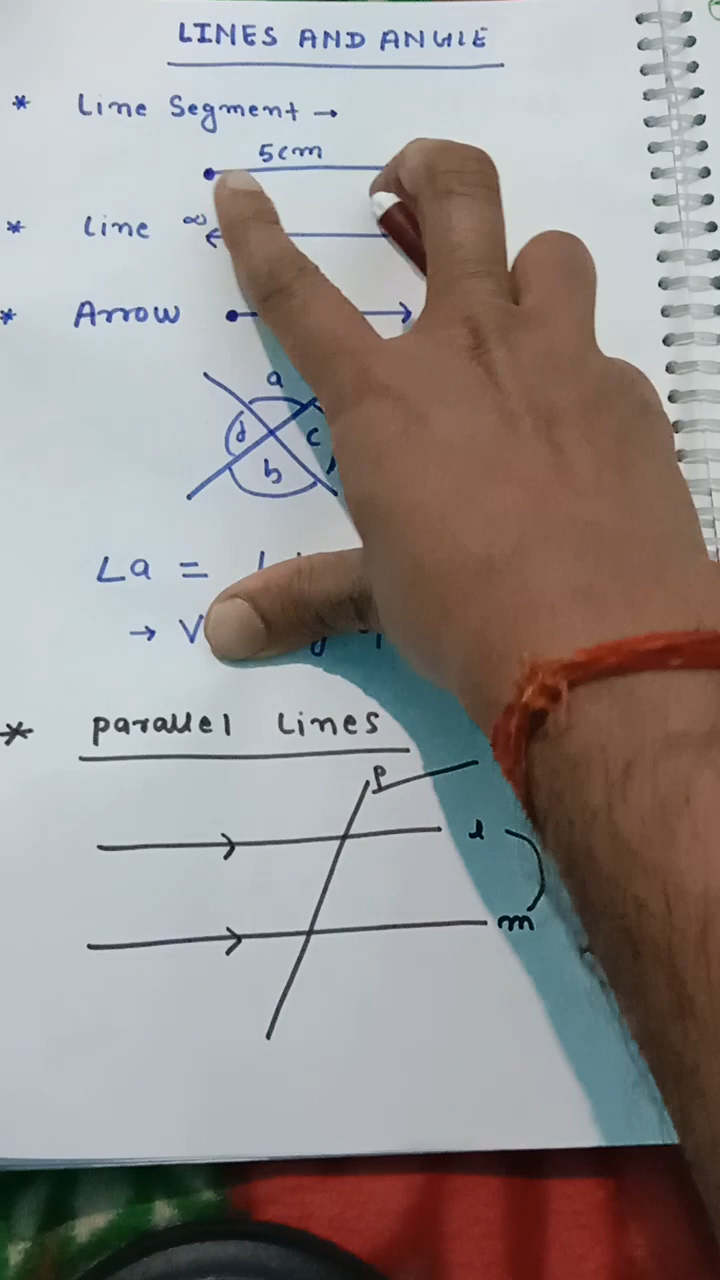 LINES AND ANGLE
* Line Segment →
5cm
* Line ∞
* Arrow
a
d c
b
∠a =
→
* parallel Lines
P
l
m